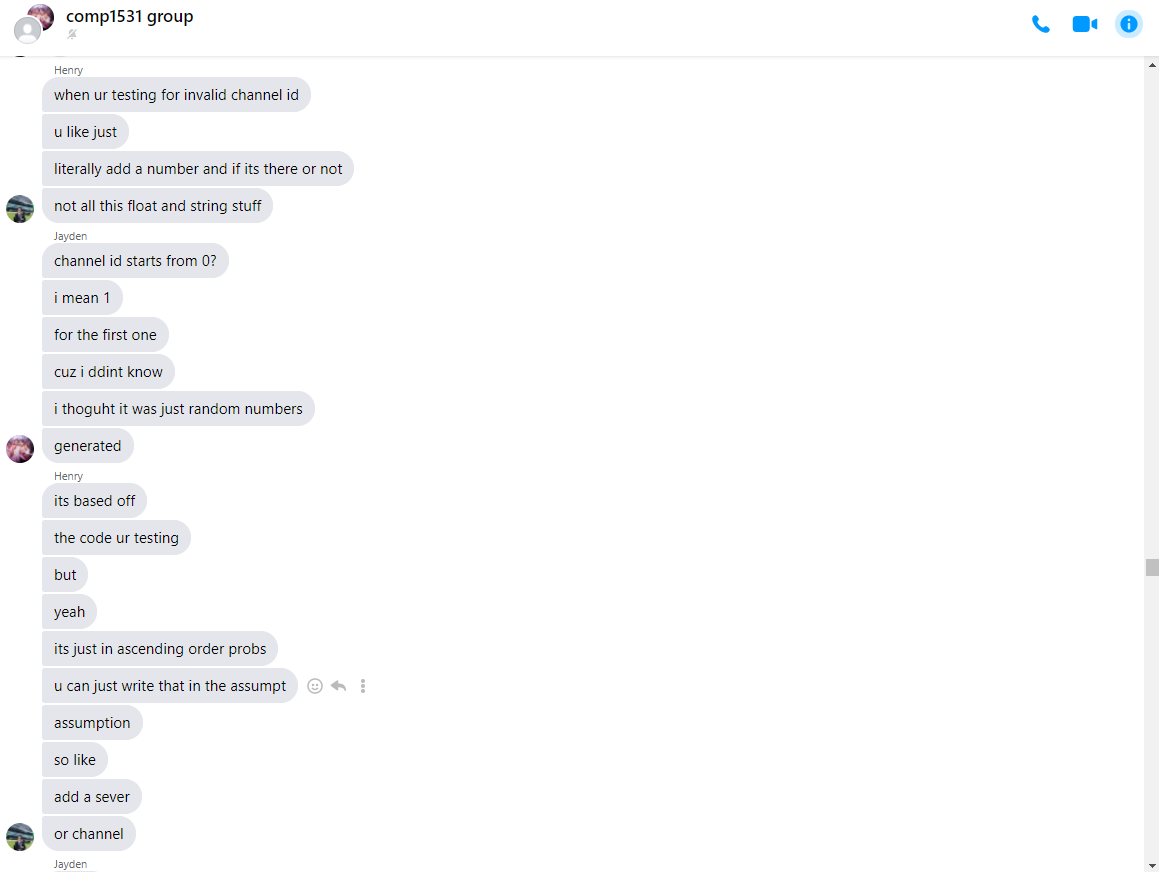 comp1531 group
Henry
when ur testing for invalid channel id
u like just
literally add a number and if its there or not
not all this float and string stuff
Jayden
channel id starts from 0?
i mean 1
for the first one
cuz i ddint know
i thoguht it was just random numbers
generated
Henry
its based off
the code ur testing
but
yeah
its just in ascending order probs
u can just write that in the assumpt
assumption
so like
add a sever
or channel
Jayden